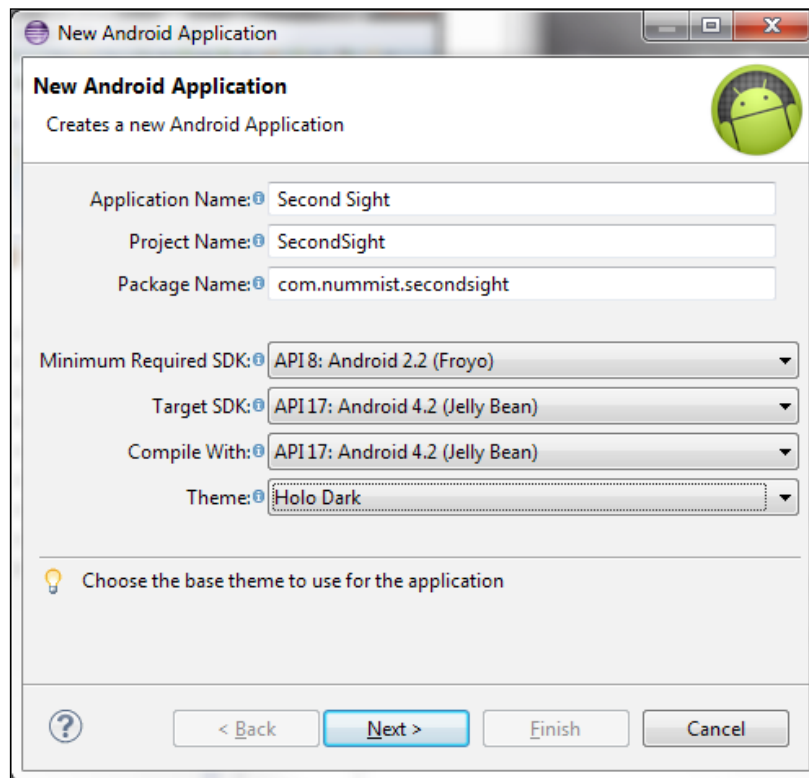 New Android Application
New Android Application
Creates a new Android Application
Application Name: Second Sight
Project Name: SecondSight
Package Name: com.nummist.secondsight
Minimum Required SDK: API 8: Android 2.2 (Froyo)
Target SDK: API 17: Android 4.2 (Jelly Bean)
Compile With: API 17: Android 4.2 (Jelly Bean)
Theme: Holo Dark
Choose the base theme to use for the application
? < Back Next > Finish Cancel